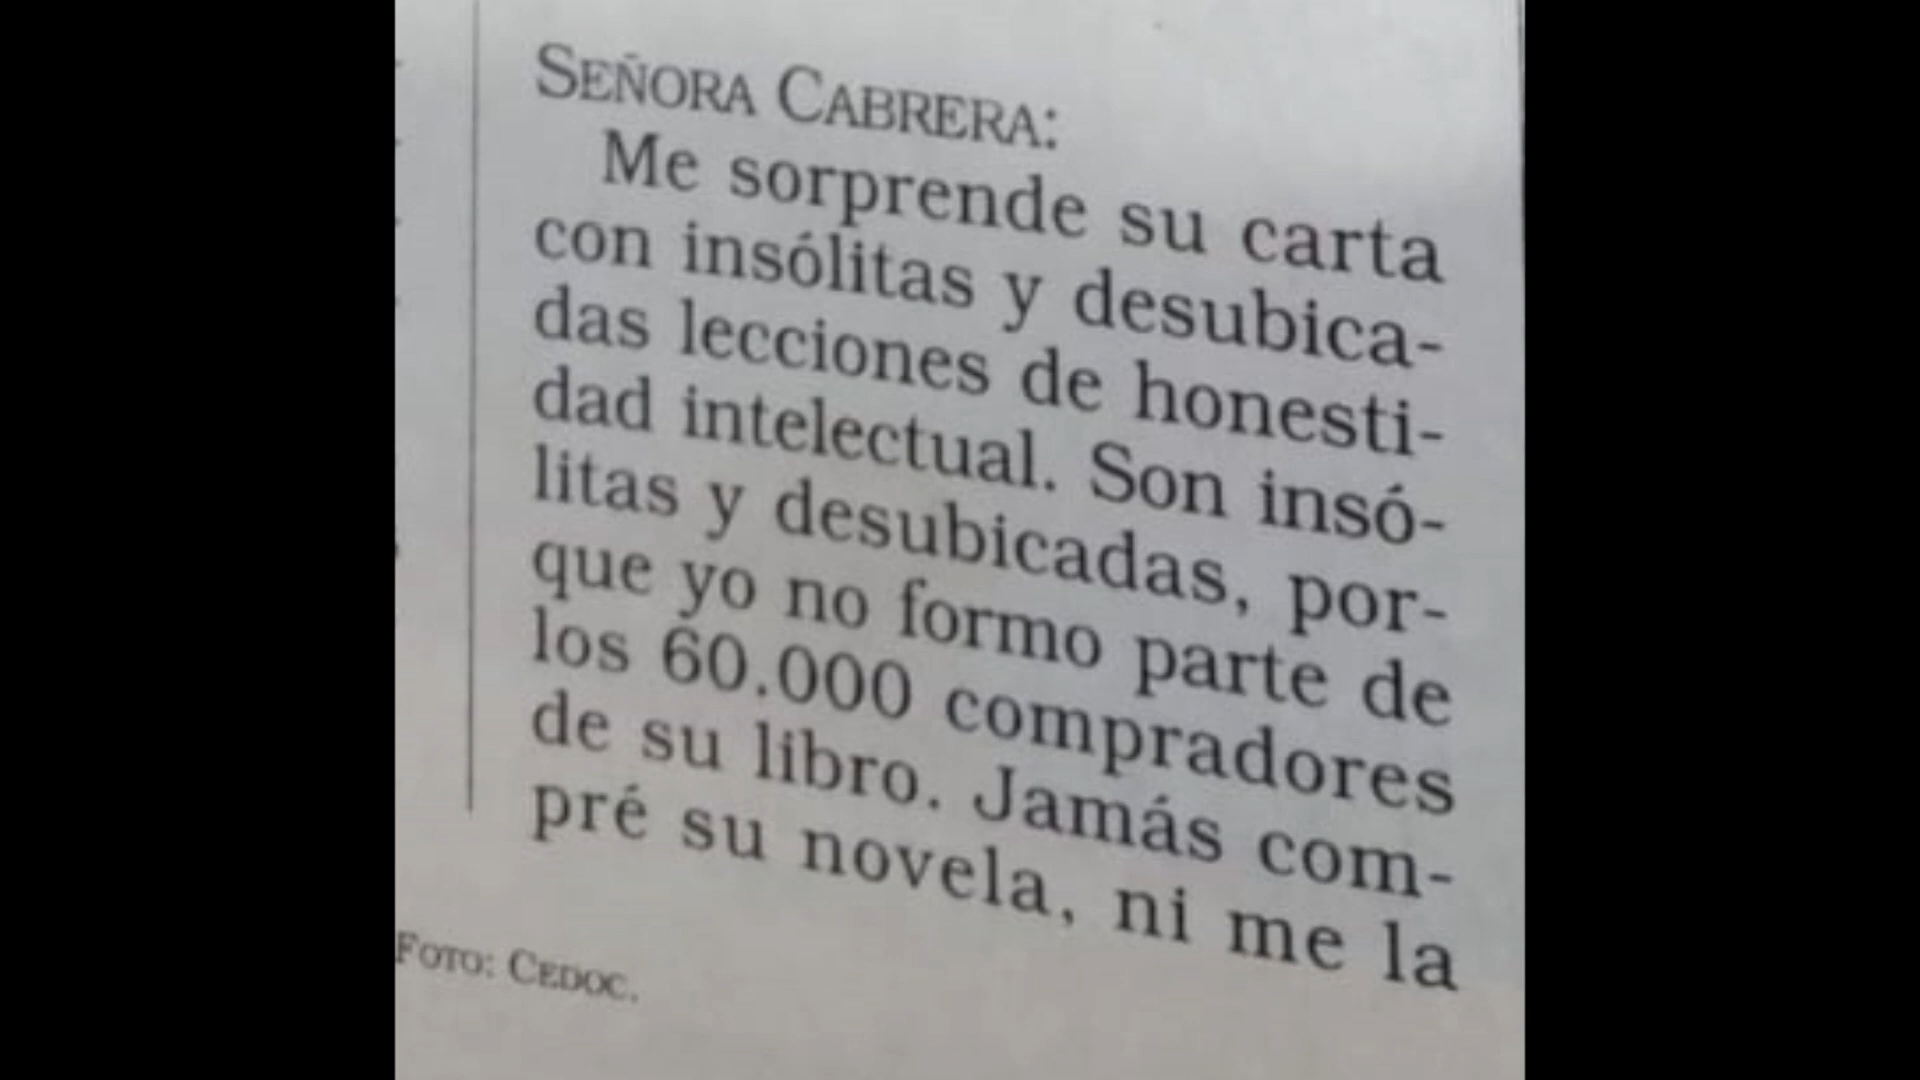 SEÑORA CABRERA:
Me sorprende su carta
con insólitas y desubica-
das lecciones de honesti-
dad intelectual. Son insó-
litas y desubicadas, por-
que yo no formo parte de
los 60.000 compradores
de su libro. Jamás com-
pré su novela, ni me la
FOTO: CEDOC.